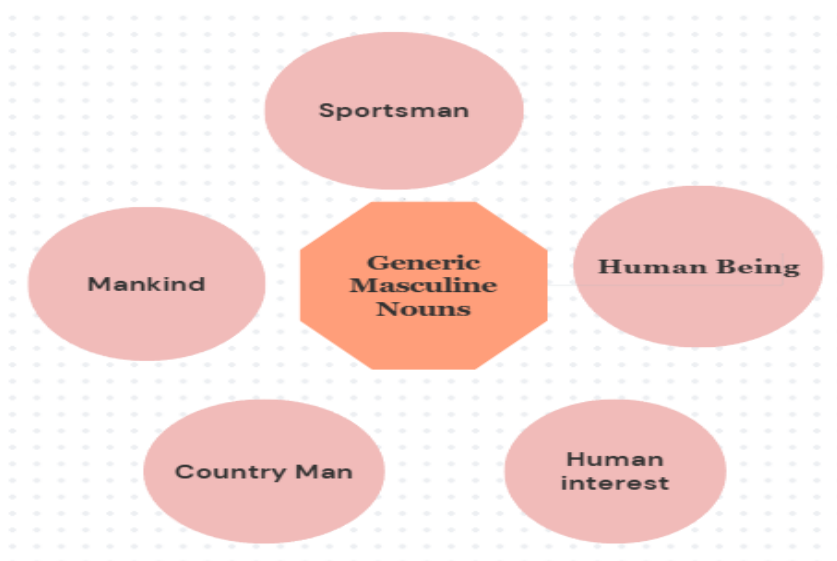 Sportsman
Mankind
Generic
Masculine
Nouns
Human Being
Country Man
Human
interest